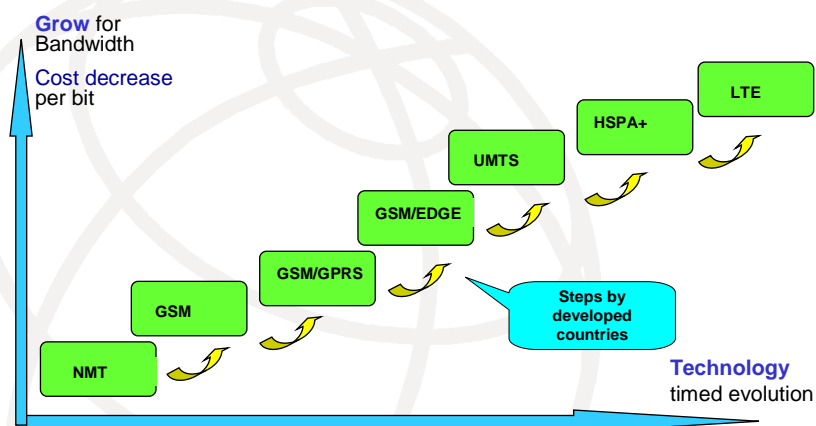 Grow for
Bandwidth
Cost decrease
per bit
LTE
HSPA+
UMTS
GSM/EDGE
GSM/GPRS
GSM
NMT
Steps by
developed
countries
Technology
timed evolution